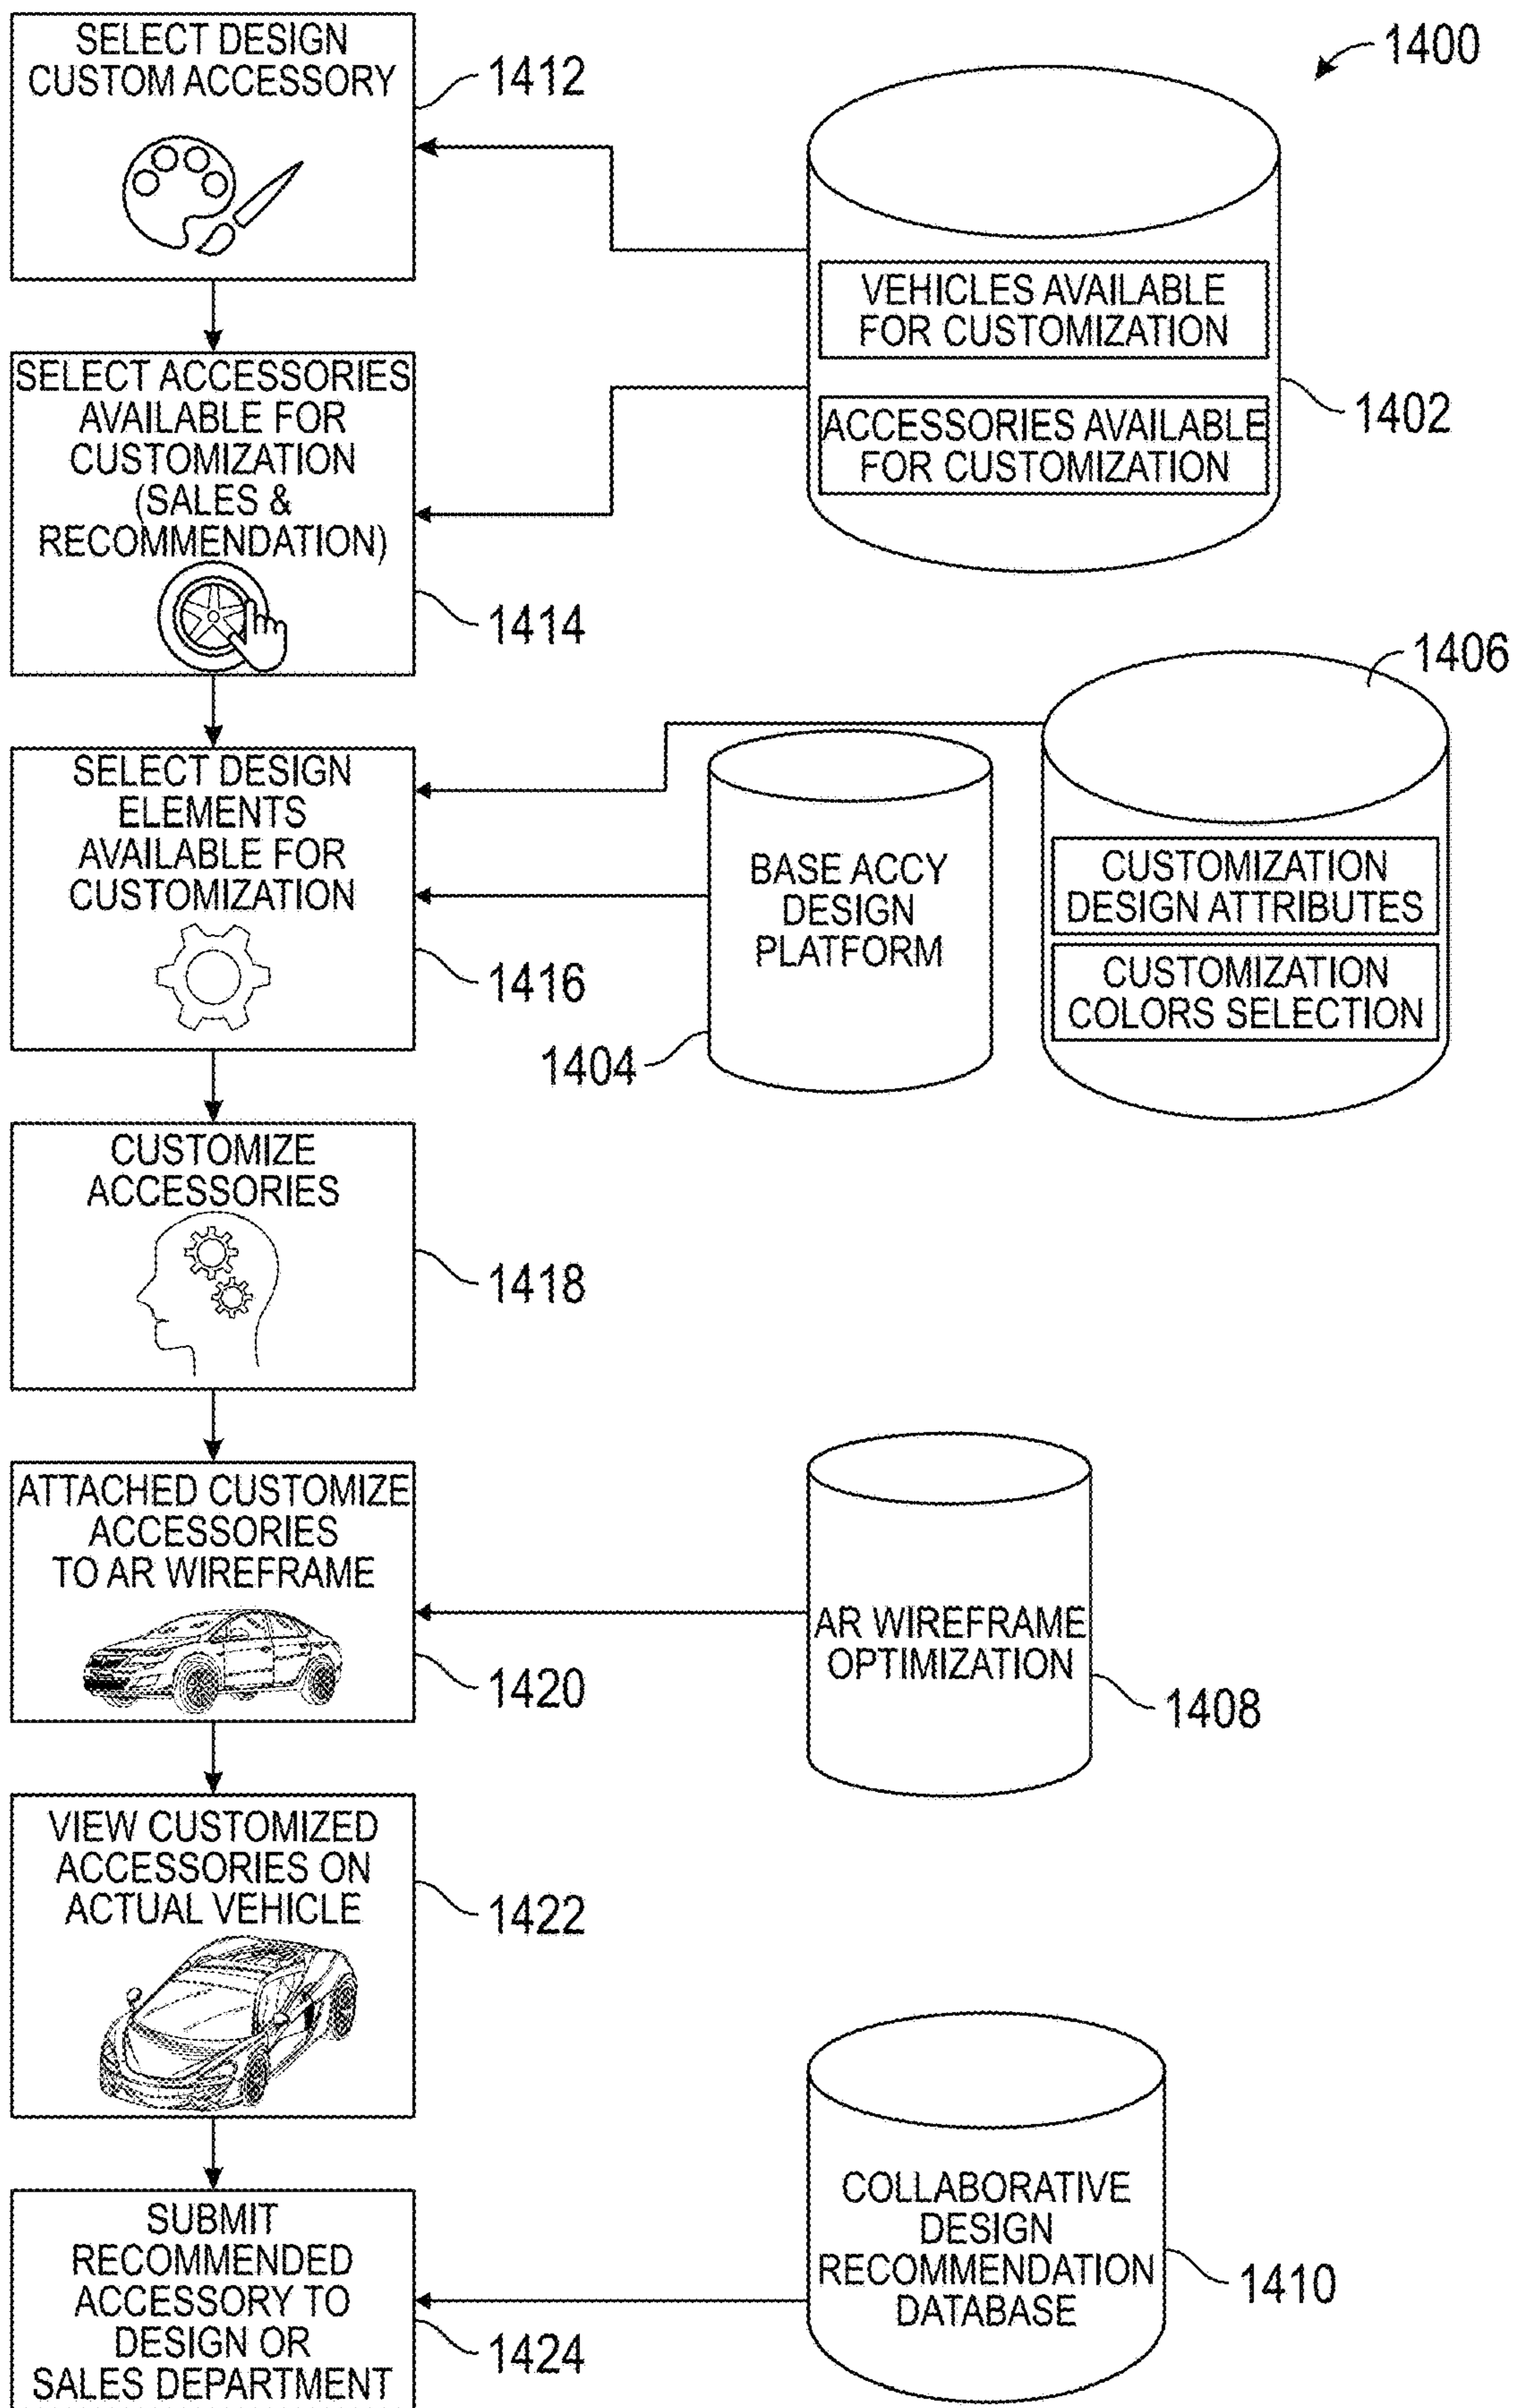 1400
SELECT DESIGN
CUSTOM ACCESSORY
1412
VEHICLES AVAILABLE
FOR CUSTOMIZATION
ACCESSORIES AVAILABLE
FOR CUSTOMIZATION
1402
SELECT ACCESSORIES
AVAILABLE FOR
CUSTOMIZATION
(SALES &
RECOMMENDATION)
1414
1406
SELECT DESIGN
ELEMENTS
AVAILABLE FOR
CUSTOMIZATION
1416
BASE ACCY
DESIGN
PLATFORM
1404
CUSTOMIZATION
DESIGN ATTRIBUTES
CUSTOMIZATION
COLORS SELECTION
CUSTOMIZE
ACCESSORIES
1418
ATTACHED CUSTOMIZE
ACCESSORIES
TO AR WIREFRAME
1420
AR WIREFRAME
OPTIMIZATION
1408
VIEW CUSTOMIZED
ACCESSORIES ON
ACTUAL VEHICLE
1422
SUBMIT
RECOMMENDED
ACCESSORY TO
DESIGN OR
SALES DEPARTMENT
1424
COLLABORATIVE
DESIGN
RECOMMENDATION
DATABASE
1410